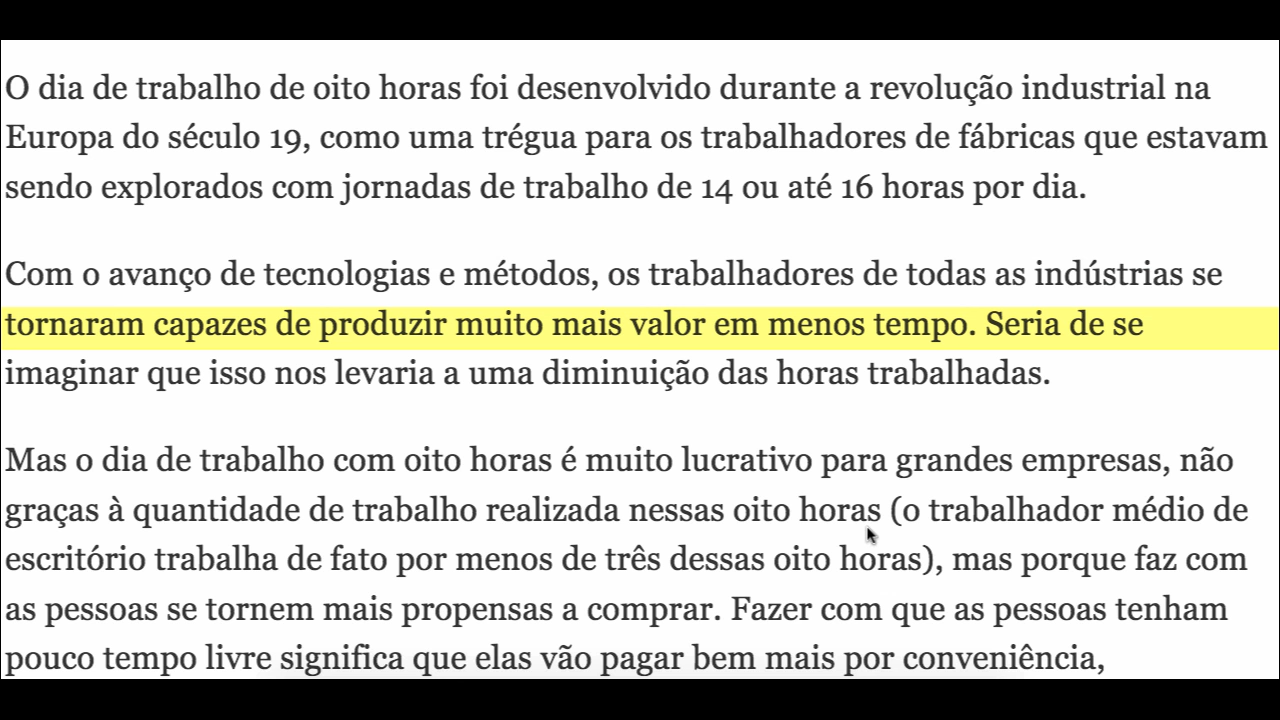 O dia de trabalho de oito horas foi desenvolvido durante a revolução industrial na
Europa do século 19, como uma trégua para os trabalhadores de fábricas que estavam
sendo explorados com jornadas de trabalho de 14 ou até 16 horas por dia.
Com o avanço de tecnologias e métodos, os trabalhadores de todas as indústrias se
tornaram capazes de produzir muito mais valor em menos tempo. Seria de se
imaginar que isso nos levaria a uma diminuição das horas trabalhadas.
Mas o dia de trabalho com oito horas é muito lucrativo para grandes empresas, não
graças à quantidade de trabalho realizada nessas oito horas (o trabalhador médio de
escritório trabalha de fato por menos de três dessas oito horas), mas porque faz com
as pessoas se tornem mais propensas a comprar. Fazer com que as pessoas tenham
pouco tempo livre significa que elas vão pagar bem mais por conveniência,